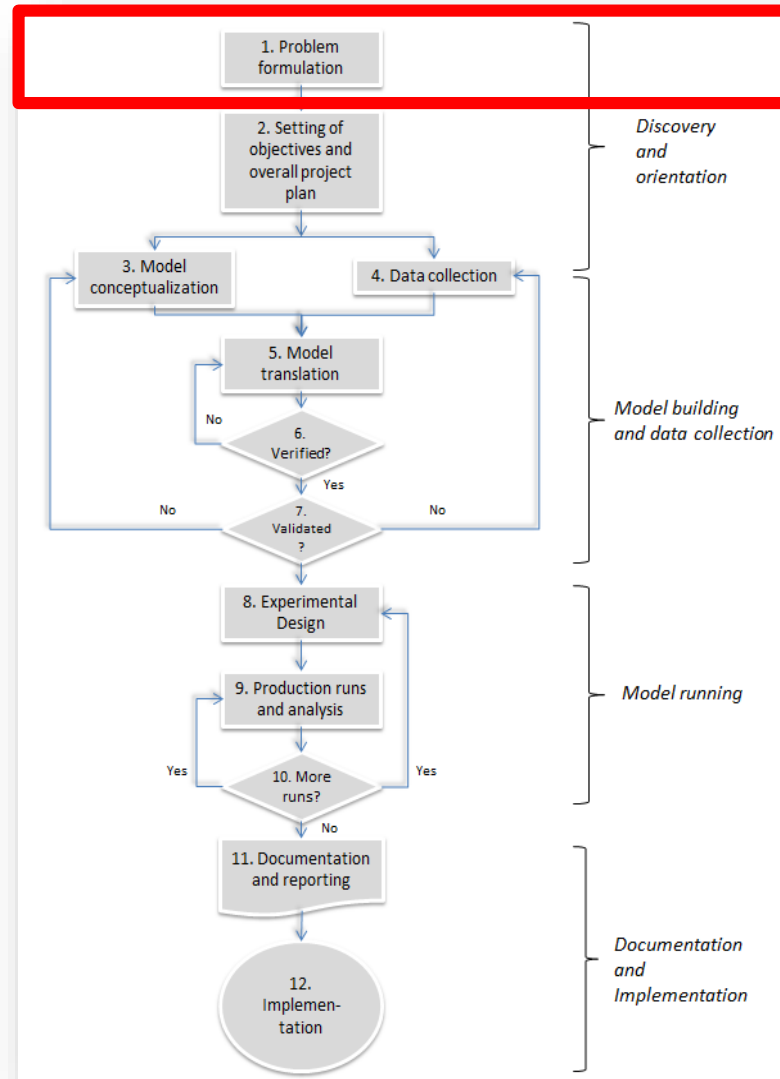 1. Problem
formulation
2. Setting of
objectives and
overall project
plan
Discovery
and
orientation
3. Model
conceptualization
4. Data collection
5. Model
translation
No
6.
Verified?
Yes
Model building
and data collection
No
7.
Validated
?
No
8. Experimental
Design
9. Production runs
and analysis
Model running
Yes
10. More
runs?
Yes
No
11. Documentation
and reporting
12.
Implemen-
tation
Documentation
and
Implementation